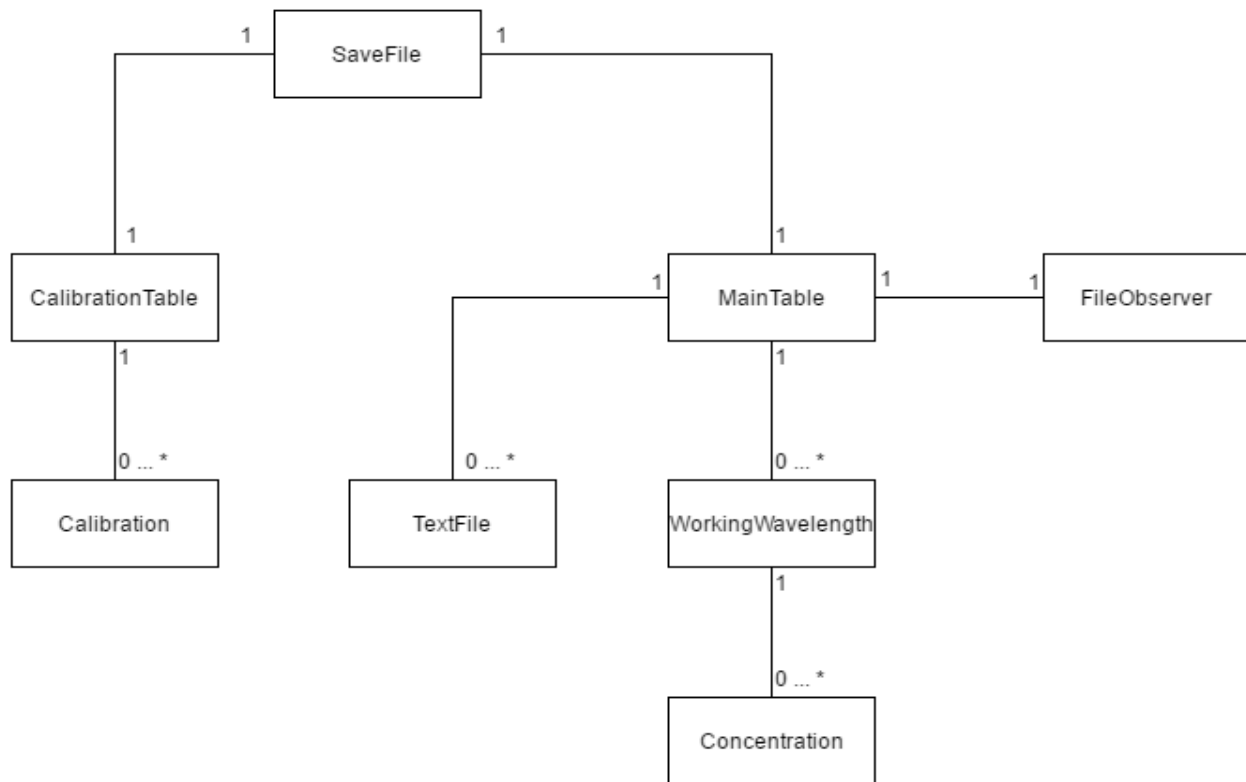 1
SaveFile
1
1
1
CalibrationTable
1
MainTable
1
1
FileObserver
1
1
0 ... *
0 ... *
0 ... *
Calibration
TextFile
WorkingWavelength
1
0 ... *
Concentration